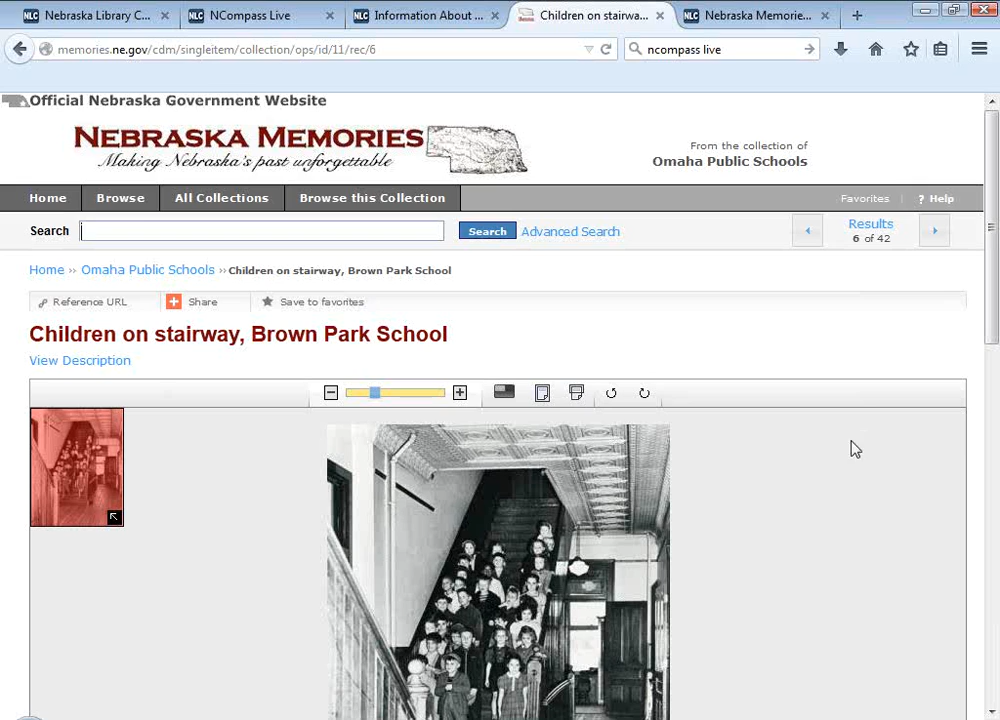 NLC Nebraska Library C...
NLC NCompass Live
NLC Information About ...
Children on stairwa...
NLC Nebraska Memorie...
memories.ne.gov/cdm/singleitem/collection/ops/id/11/rec/6
ncompass live
Official Nebraska Government Website
NEBRASKA MEMORIES
Making Nebraska's past unforgettable
From the collection of
Omaha Public Schools
Home Browse All Collections Browse this Collection Favorites | ? Help
Search Search Advanced Search
Results
6 of 42
Home ›› Omaha Public Schools ›› Children on stairway, Brown Park School
Reference URL Share Save to favorites
Children on stairway, Brown Park School
View Description